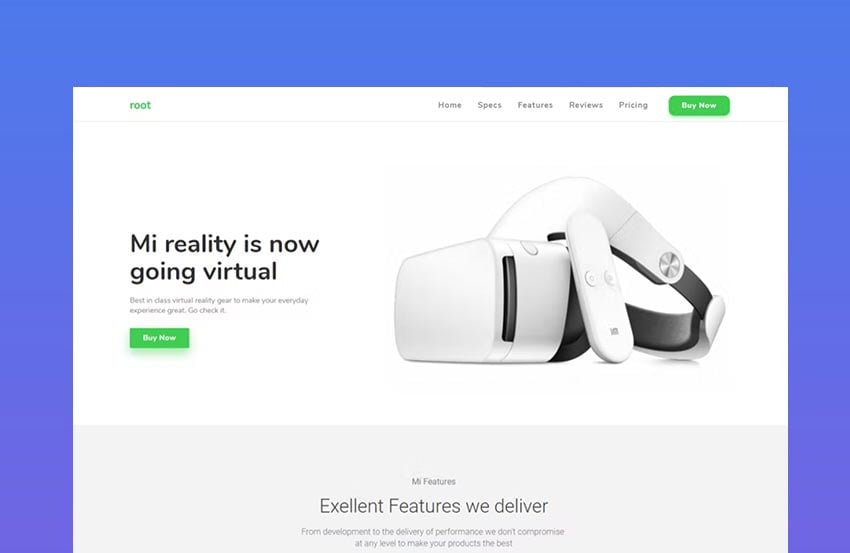 root
Home Specs Features Reviews Pricing Buy Now
Mi reality is now
going virtual
Best in class virtual reality gear to make your everyday
experience great. Go check it.
Buy Now
Mi Features
Exellent Features we deliver
From development to the delivery of performance we don't compromise
at any level to make your products the best